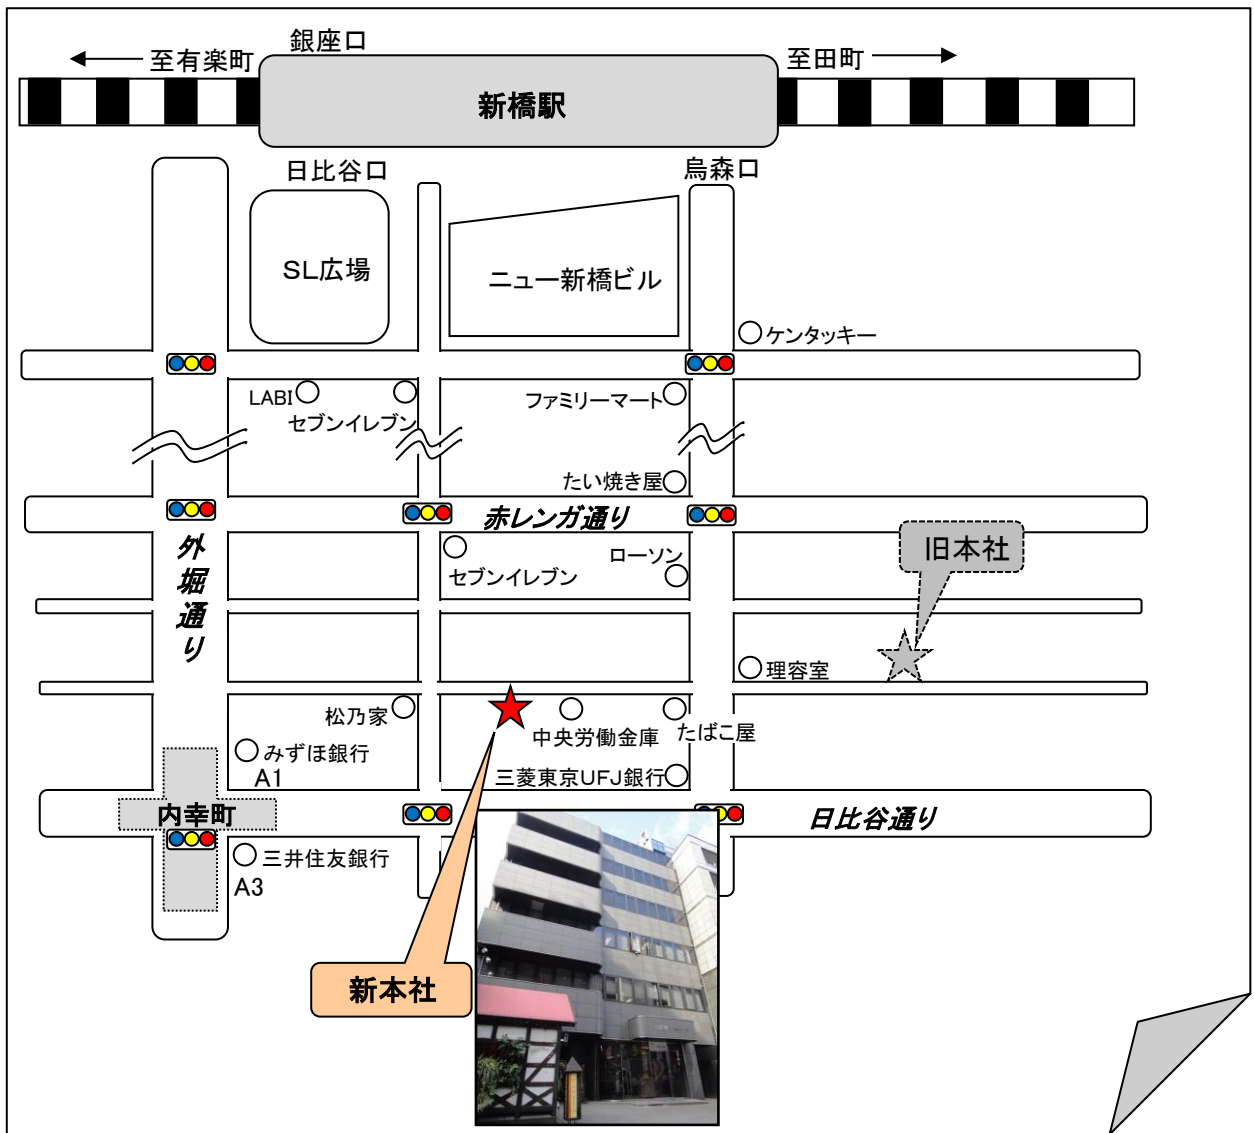 銀座口
至有楽町
至田町
新橋駅
日比谷口
烏森口
SL広場
ニュー新橋ビル
ケンタッキー
LABI
セブンイレブン
ファミリーマート
たい焼き屋
赤レンガ通り
外堀通り
セブンイレブン
ローソン
旧本社
理容室
松乃家
中央労働金庫
たばこ屋
みずほ銀行
A1
三菱東京UFJ銀行
内幸町
日比谷通り
三井住友銀行
A3
新本社